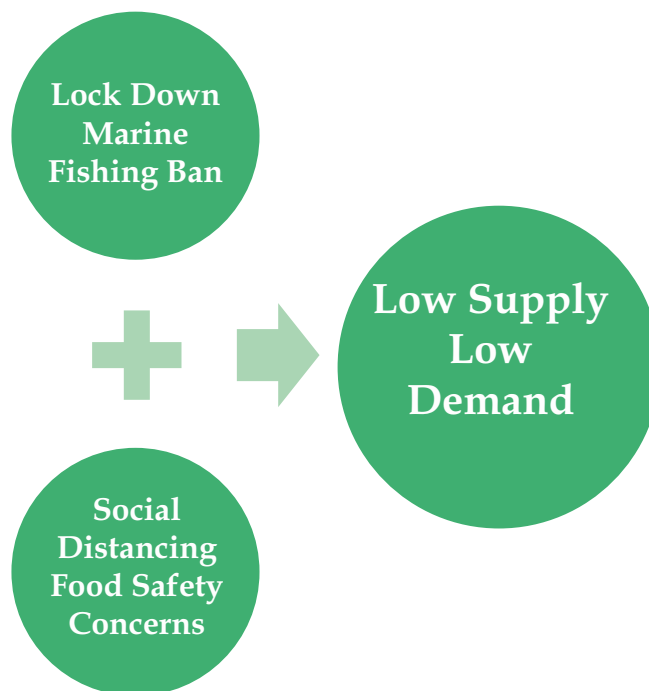 Lock Down
Marine
Fishing Ban
Low Supply
Low
Demand
Social
Distancing
Food Safety
Concerns